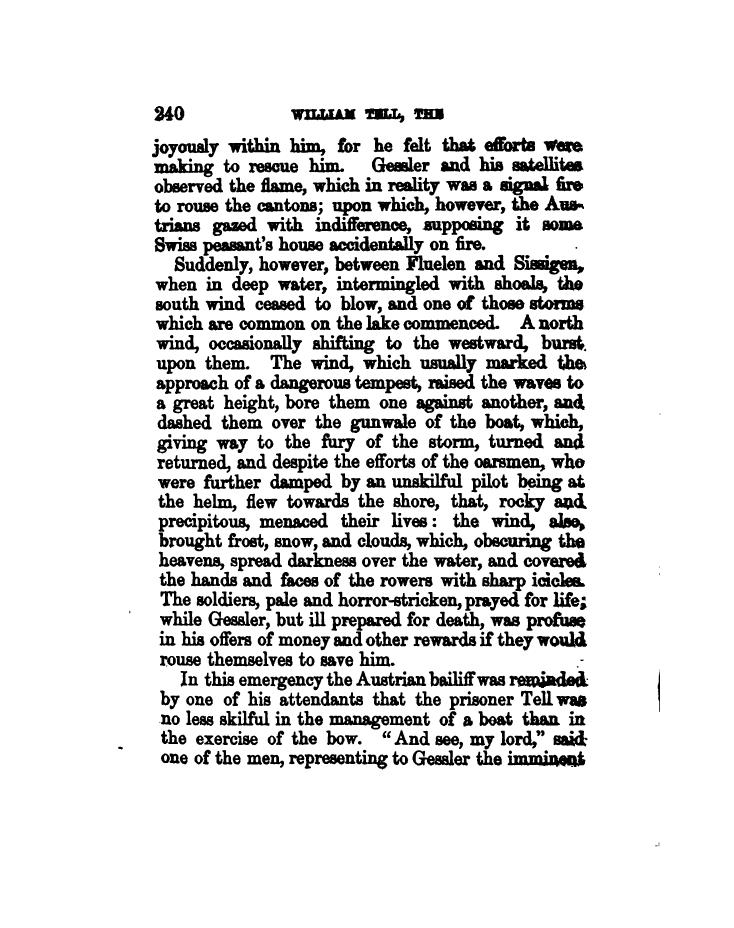 240 WILLIAM TELL, THE
joyously within him, for he felt that efforts were
making to rescue him. Gessler and his satellites
observed the flame, which in reality was a signal fire
to rouse the cantons; upon which, however, the Aus-
trians gazed with indifference, supposing it some
Swiss peasant's house accidentally on fire.
Suddenly, however, between Fluelen and Sissigen,
when in deep water, intermingled with shoals, the
south wind ceased to blow, and one of those storms
which are common on the lake commenced. A north
wind, occasionally shifting to the westward, burst
upon them. The wind, which usually marked the
approach of a dangerous tempest, raised the waves to
a great height, bore them one against another, and
dashed them over the gunwale of the boat, which,
giving way to the fury of the storm, turned and
returned, and despite the efforts of the oarsmen, who
were further damped by an unskilful pilot being at
the helm, flew towards the shore, that, rocky and
precipitous, menaced their lives: the wind, also,
brought frost, snow, and clouds, which, obscuring the
heavens, spread darkness over the water, and covered
the hands and faces of the rowers with sharp icicles.
The soldiers, pale and horror-stricken, prayed for life;
while Gessler, but ill prepared for death, was profuse
in his offers of money and other rewards if they would
rouse themselves to save him.
In this emergency the Austrian bailiff was reminded
by one of his attendants that the prisoner Tell was
no less skilful in the management of a boat than in
the exercise of the bow. "And see, my lord," said
one of the men, representing to Gessler the imminent